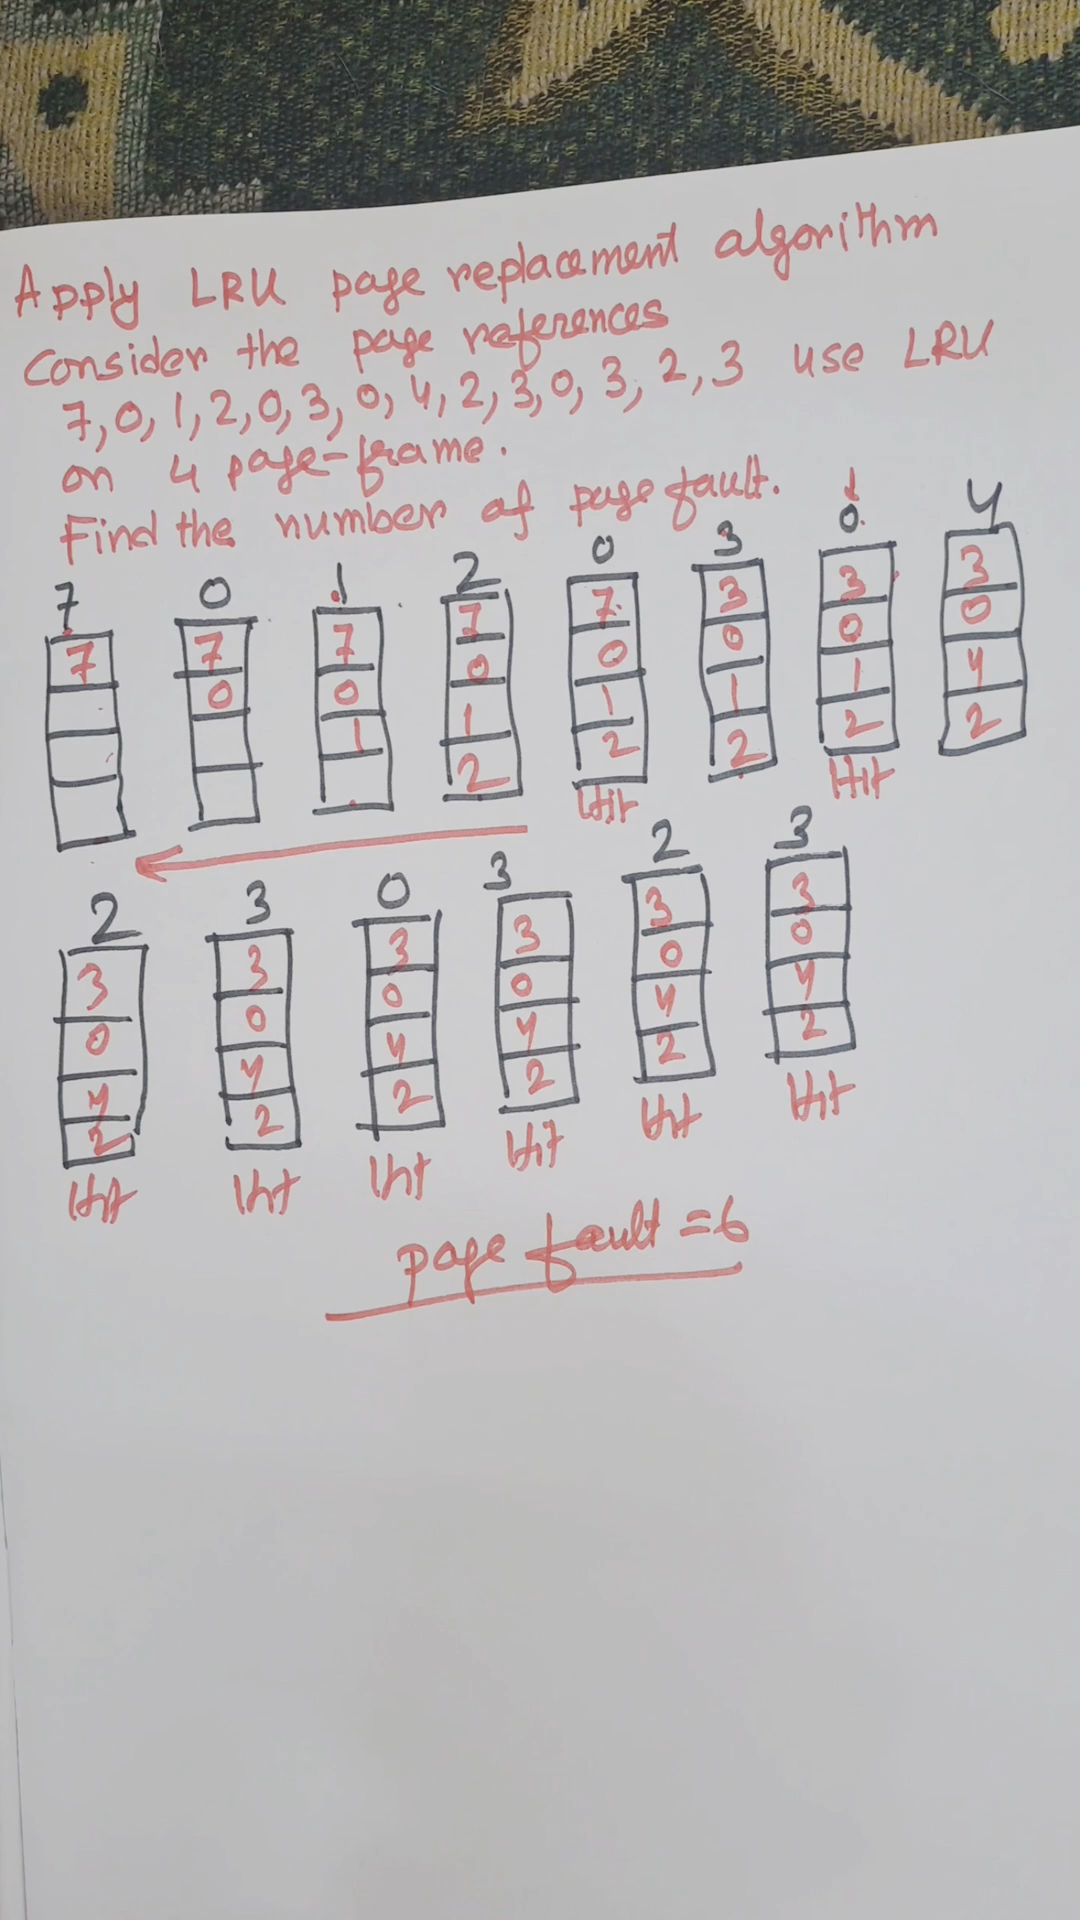 Apply LRU page replacement algorithm
Consider the page references
7, 0, 1, 2, 0, 3, 0, 4, 2, 3, 0, 3, 2, 3 use LRU
on 4 page-frame.
Find the number of page fault.
7 0 1 2 0 3 0 4
7 7 7 7 7 3 3 3
0 0 0 0 0 0 0
1 1 1 1 1 4
2 2 2 2 2
Hit Hit
2 3 0 3 2 3
3 3 3 3 3 3
0 0 0 0 0 0
4 4 4 4 4 4
2 2 2 2 2 2
Hit Hit Hit Hit Hit Hit
page fault = 6